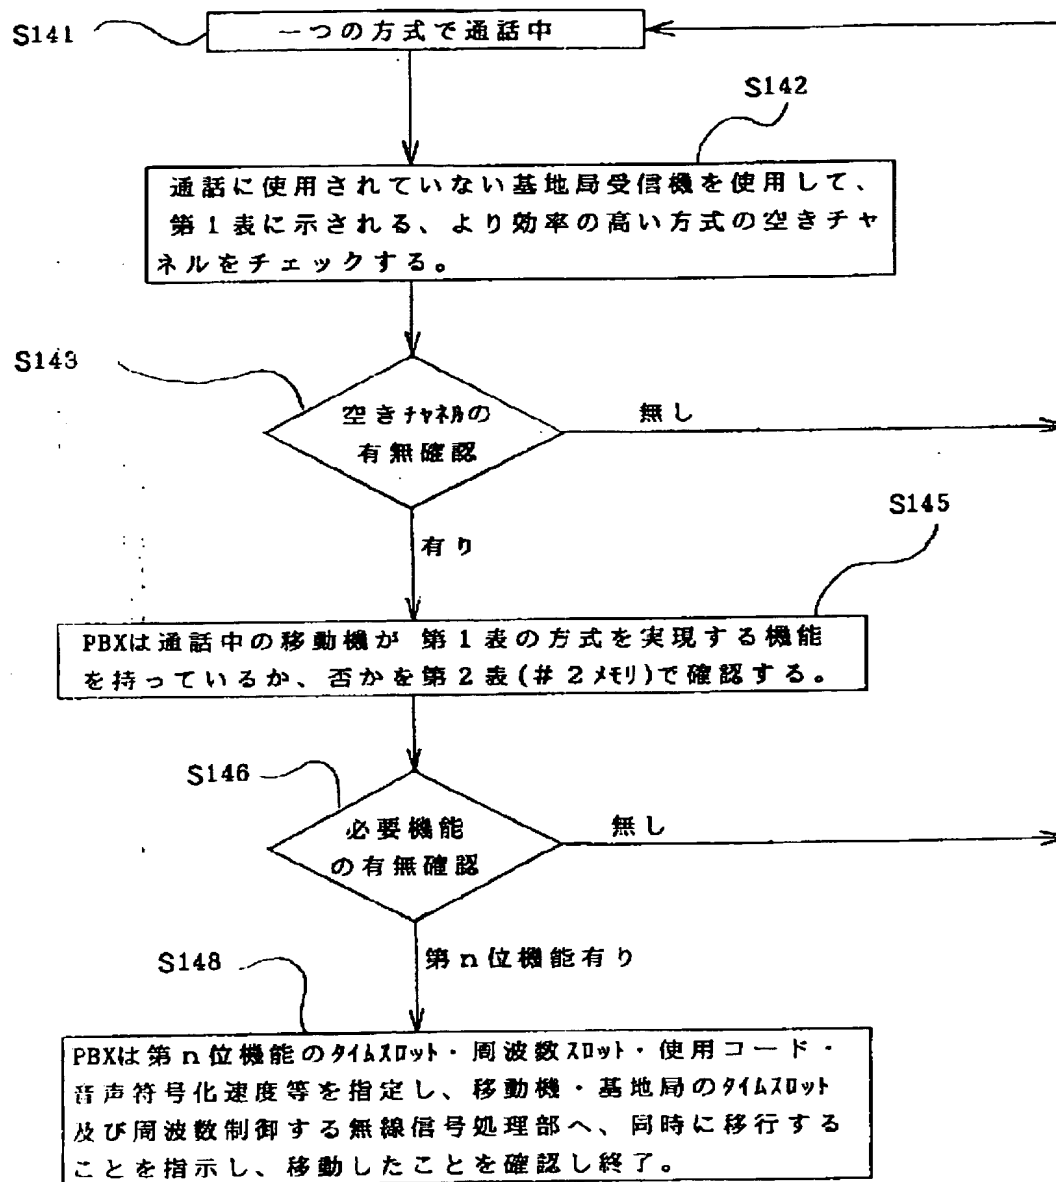 S141
一つの方式で通話中
S142
通話に使用されていない基地局受信機を使用して、
第1表に示される、より効率の高い方式の空きチャ
ネルをチェックする。
S143
空きチャネルの
有無確認
無し
有り
S145
PBXは通話中の移動機が 第1表の方式を実現する機能
を持っているか、否かを第2表(#2メモリ)で確認する。
S146
必要機能
の有無確認
無し
第n位機能有り
S148
PBXは第n位機能のタイムスロット・周波数スロット・使用コード・
音声符号化速度等を指定し、移動機・基地局のタイムスロット
及び周波数制御する無線信号処理部へ、同時に移行する
ことを指示し、移動したことを確認し終了。